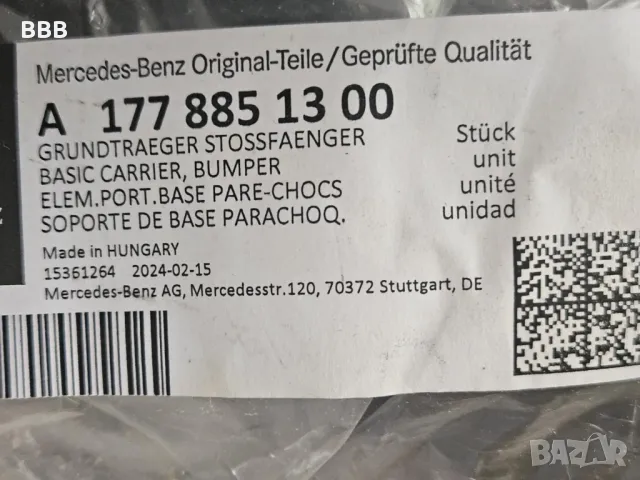 BBB
Mercedes-Benz Original-Teile/Geprüfte Qualität
A 177 885 13 00
GRUNDTRAEGER STOSSFAENGER
BASIC CARRIER, BUMPER
ELEM.PORT.BASE PARE-CHOCS
SOPORTE DE BASE PARACHOQ.
Stück
unit
unité
unidad
Made in HUNGARY
15361264 2024-02-15
Mercedes-Benz AG, Mercedesstr.120, 70372 Stuttgart, DE
BAZAR